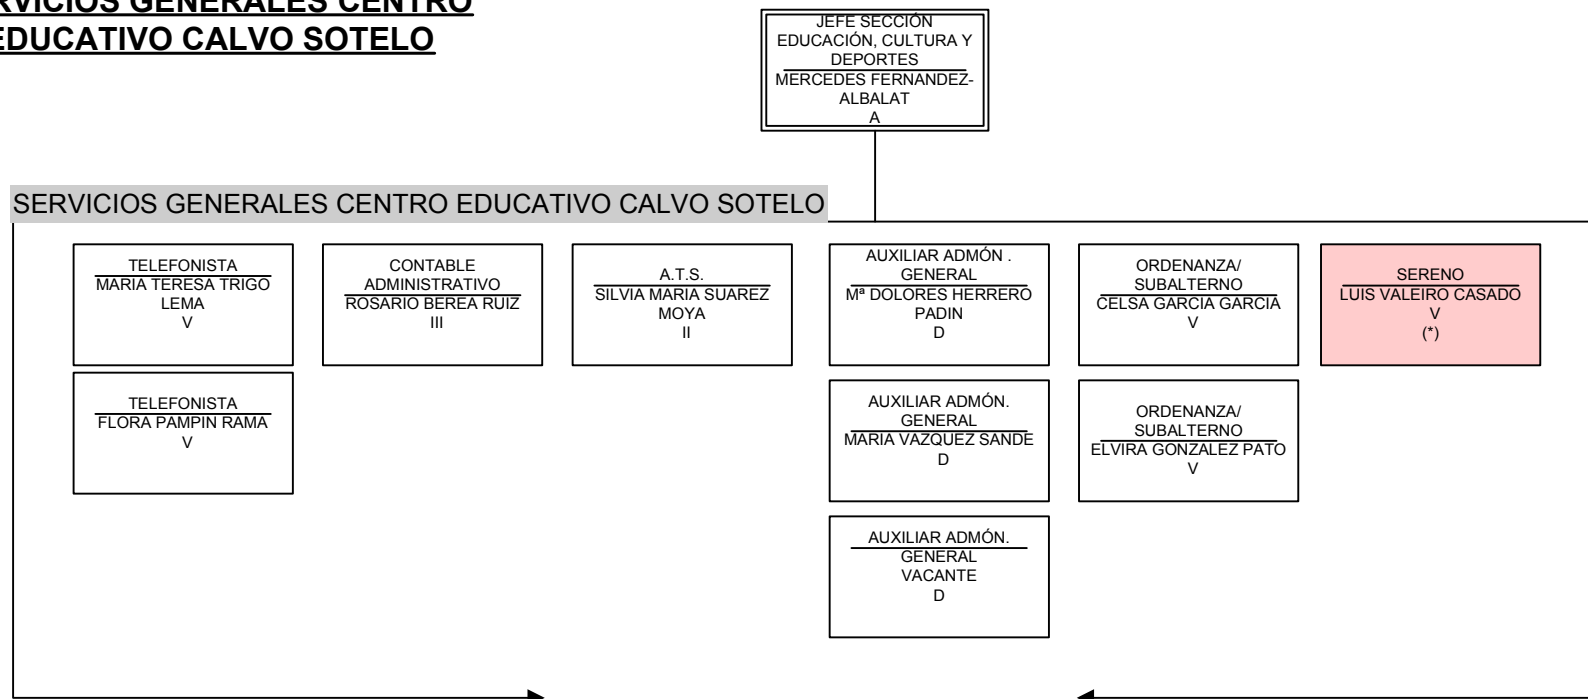 RVICIOS GENERALES CENTRO
EDUCATIVO CALVO SOTELO
JEFE SECCIÓN
EDUCACIÓN, CULTURA Y
DEPORTES
MERCEDES FERNANDEZ-
ALBALAT
A
SERVICIOS GENERALES CENTRO EDUCATIVO CALVO SOTELO
TELEFONISTA
MARIA TERESA TRIGO
LEMA
V
CONTABLE
ADMINISTRATIVO
ROSARIO BEREA RUIZ
III
A.T.S.
SILVIA MARIA SUAREZ
MOYA
II
AUXILIAR ADMÓN .
GENERAL
Mª DOLORES HERRERO
PADIN
D
ORDENANZA/
SUBALTERNO
CELSA GARCIA GARCIA
V
SERENO
LUIS VALEIRO CASADO
V
(*)
TELEFONISTA
FLORA PAMPIN RAMA
V
AUXILIAR ADMÓN.
GENERAL
MARIA VAZQUEZ SANDE
D
ORDENANZA/
SUBALTERNO
ELVIRA GONZALEZ PATO
V
AUXILIAR ADMÓN.
GENERAL
VACANTE
D